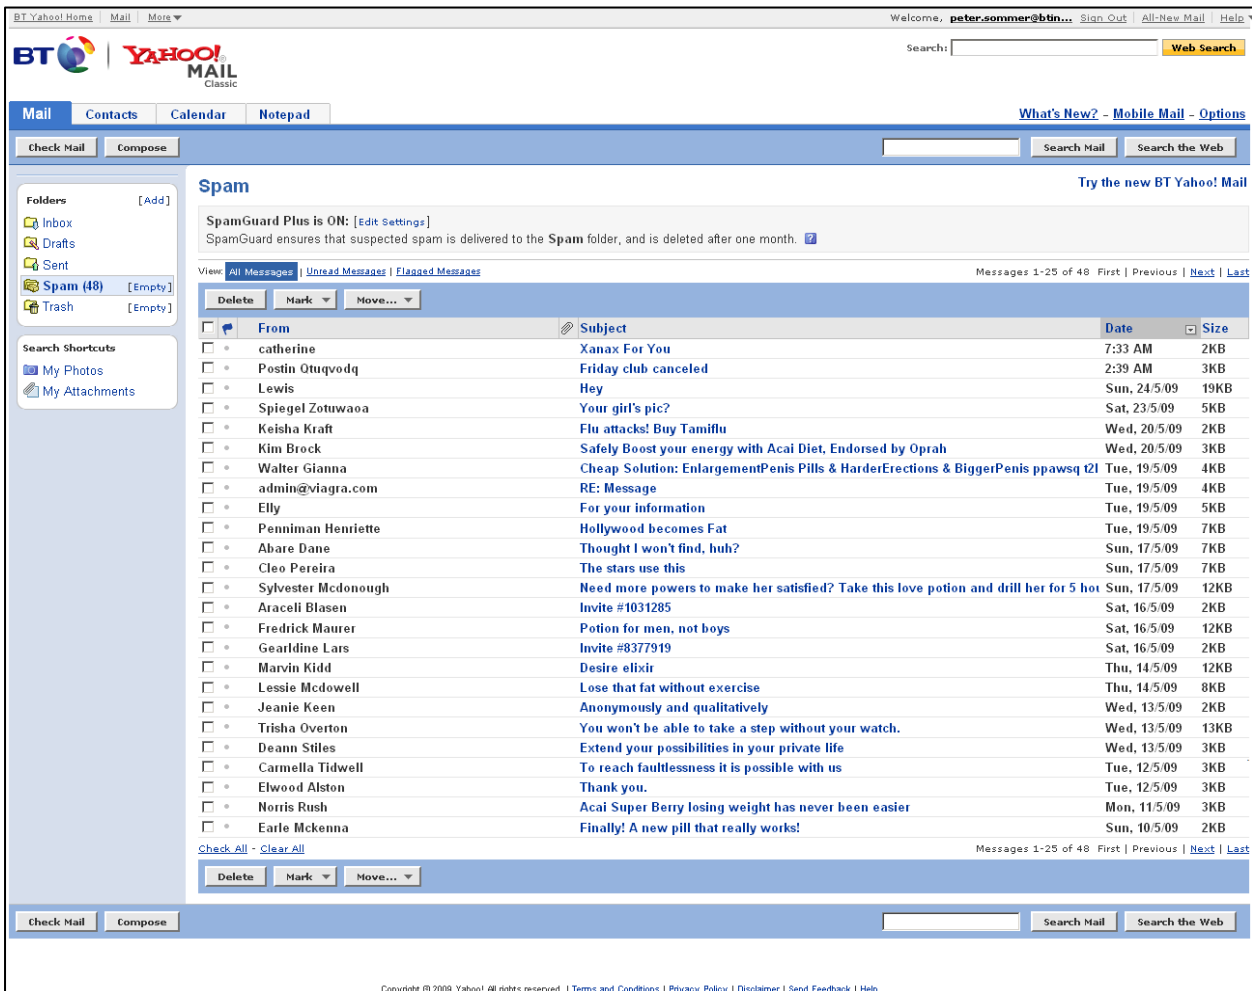 BT Yahoo! Home | Mail | More
Welcome, peter.sommer@btin... Sign Out | All-New Mail | Help
BT YAHOO! MAIL Classic
Search: Web Search
Mail Contacts Calendar Notepad What's New? - Mobile Mail - Options
Check Mail Compose Search Mail Search the Web
Folders [Add]
Inbox
Drafts
Sent
Spam (48) [Empty]
Trash [Empty]
Search Shortcuts
My Photos
My Attachments
Spam Try the new BT Yahoo! Mail
SpamGuard Plus is ON: [Edit Settings]
SpamGuard ensures that suspected spam is delivered to the Spam folder, and is deleted after one month. ?
View: All Messages | Unread Messages | Flagged Messages Messages 1-25 of 48 First | Previous | Next | Last
Delete Mark Move...
From Subject Date Size
catherine Xanax For You 7:33 AM 2KB
Postin Qtuqvodq Friday club canceled 2:39 AM 3KB
Lewis Hey Sun, 24/5/09 19KB
Spiegel Zotuwaoa Your girl's pic? Sat, 23/5/09 5KB
Keisha Kraft Flu attacks! Buy Tamiflu Wed, 20/5/09 2KB
Kim Brock Safely Boost your energy with Acai Diet, Endorsed by Oprah Wed, 20/5/09 3KB
Walter Gianna Cheap Solution: EnlargementPenis Pills & HarderErections & BiggerPenis ppawsq t2l Tue, 19/5/09 4KB
admin@viagra.com RE: Message Tue, 19/5/09 4KB
Elly For your information Tue, 19/5/09 5KB
Penniman Henriette Hollywood becomes Fat Tue, 19/5/09 7KB
Abare Dane Thought I won't find, huh? Sun, 17/5/09 7KB
Cleo Pereira The stars use this Sun, 17/5/09 7KB
Sylvester Mcdonough Need more powers to make her satisfied? Take this love potion and drill her for 5 hou Sun, 17/5/09 12KB
Araceli Blasen Invite #1031285 Sat, 16/5/09 2KB
Fredrick Maurer Potion for men, not boys Sat, 16/5/09 12KB
Gearldine Lars Invite #8377919 Sat, 16/5/09 2KB
Marvin Kidd Desire elixir Thu, 14/5/09 12KB
Lessie Mcdowell Lose that fat without exercise Thu, 14/5/09 8KB
Jeanie Keen Anonymously and qualitatively Wed, 13/5/09 2KB
Trisha Overton You won't be able to take a step without your watch. Wed, 13/5/09 13KB
Deann Stiles Extend your possibilities in your private life Wed, 13/5/09 3KB
Carmella Tidwell To reach faultlessness it is possible with us Tue, 12/5/09 3KB
Elwood Alston Thank you. Tue, 12/5/09 3KB
Norris Rush Acai Super Berry losing weight has never been easier Mon, 11/5/09 3KB
Earle Mckenna Finally! A new pill that really works! Sun, 10/5/09 2KB
Check All - Clear All Messages 1-25 of 48 First | Previous | Next | Last
Delete Mark Move...
Check Mail Compose Search Mail Search the Web
Copyright © 2009 Yahoo! All rights reserved. | Terms and Conditions | Privacy Policy | Disclaimer | Send Feedback | Help